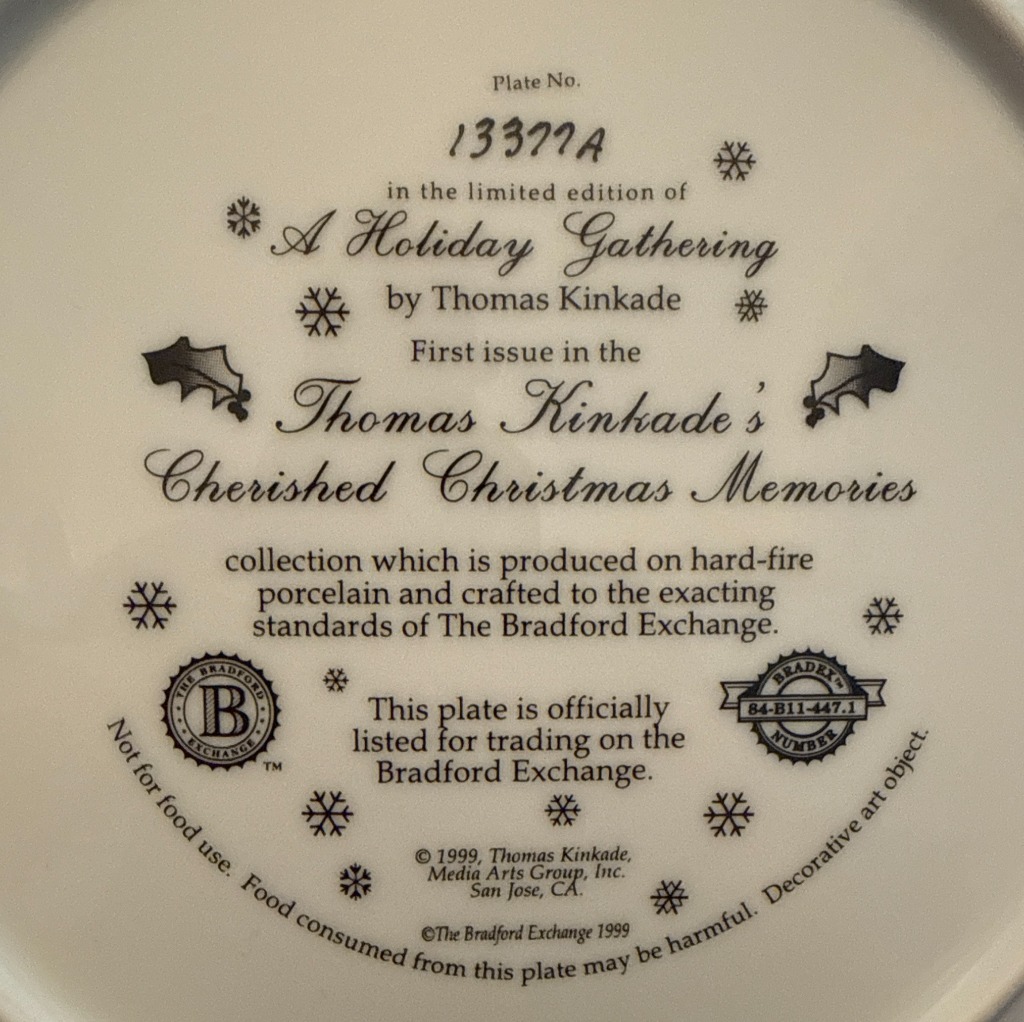 Plate No.
13377A
in the limited edition of
A Holiday Gathering
by Thomas Kinkade
First issue in the
Thomas Kinkade's
Cherished Christmas Memories
collection which is produced on hard-fire
porcelain and crafted to the exacting
standards of The Bradford Exchange.
THE BRADFORD
B
EXCHANGE
TM
This plate is officially
listed for trading on the
Bradford Exchange.
BRADEX™
84-B11-447.1
NUMBER
© 1999, Thomas Kinkade,
Media Arts Group, Inc.
San Jose, CA.
©The Bradford Exchange 1999
Not for food use. Food consumed from this plate may be harmful. Decorative art object.